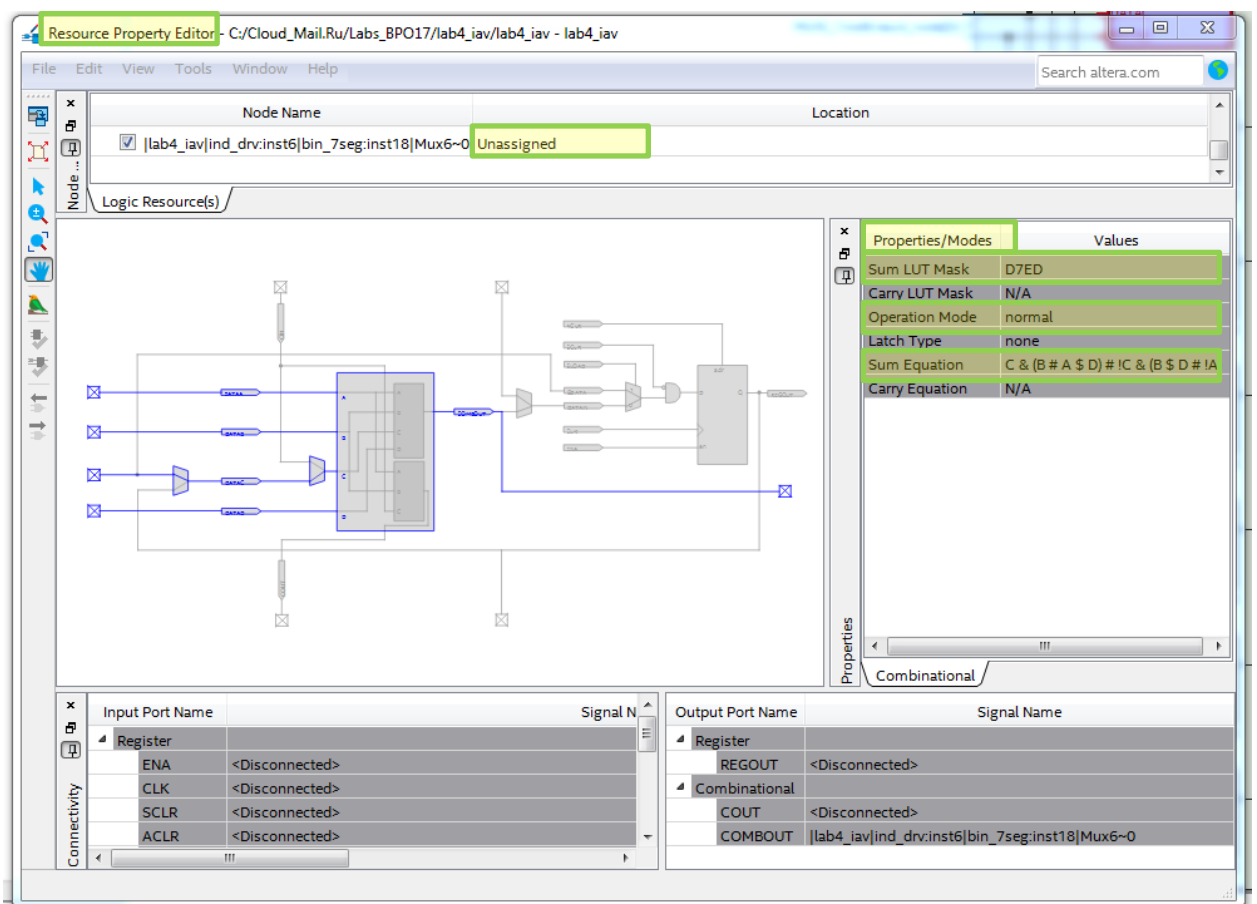 Resource Property Editor - C:/Cloud_Mail.Ru/Labs_BPO17/lab4_iav/lab4_iav - lab4_iav
File Edit View Tools Window Help
Search altera.com
Node Name Location
|lab4_iav|ind_drv:inst6|bin_7seg:inst18|Mux6~0 Unassigned
Node ...
Logic Resource(s)
Properties/Modes Values
Sum LUT Mask D7ED
Carry LUT Mask N/A
Operation Mode normal
Latch Type none
Sum Equation C & (B # A $ D) # !C & (B $ D # !A
Carry Equation N/A
DATAA
A
B
C
D
Properties
Combinational
Input Port Name Signal N
Register
ENA <Disconnected>
CLK <Disconnected>
SCLR <Disconnected>
ACLR <Disconnected>
Connectivity
Output Port Name Signal Name
Register
REGOUT <Disconnected>
Combinational
COUT <Disconnected>
COMBOUT |lab4_iav|ind_drv:inst6|bin_7seg:inst18|Mux6~0